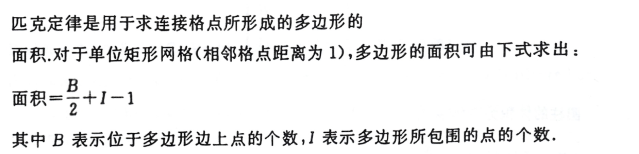 匹克定律是用于求连接格点所形成的多边形的
面积.对于单位矩形网格(相邻格点距离为1),多边形的面积可由下式求出:
面积=B/2+I-1
其中 B 表示位于多边形边上点的个数,I 表示多边形所包围的点的个数.